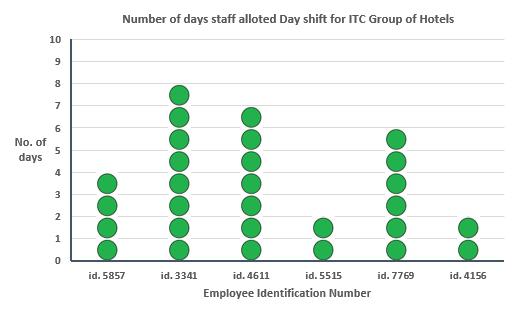 Number of days staff alloted Day shift for ITC Group of Hotels
10
9
8
7
6
5
4
3
2
1
0
No. of
days
id. 5857 id. 3341 id. 4611 id. 5515 id. 7769 id. 4156
Employee Identification Number